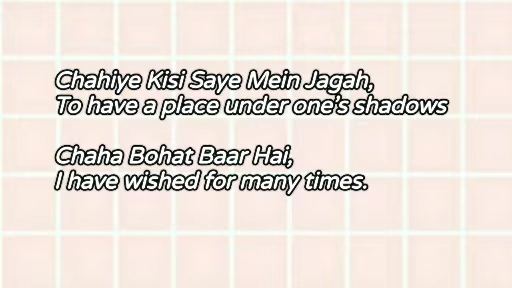 Chahiye Kisi Saye Mein Jagah,
To have a place under one's shadows
Chaha Bohat Baar Hai,
I have wished for many times.